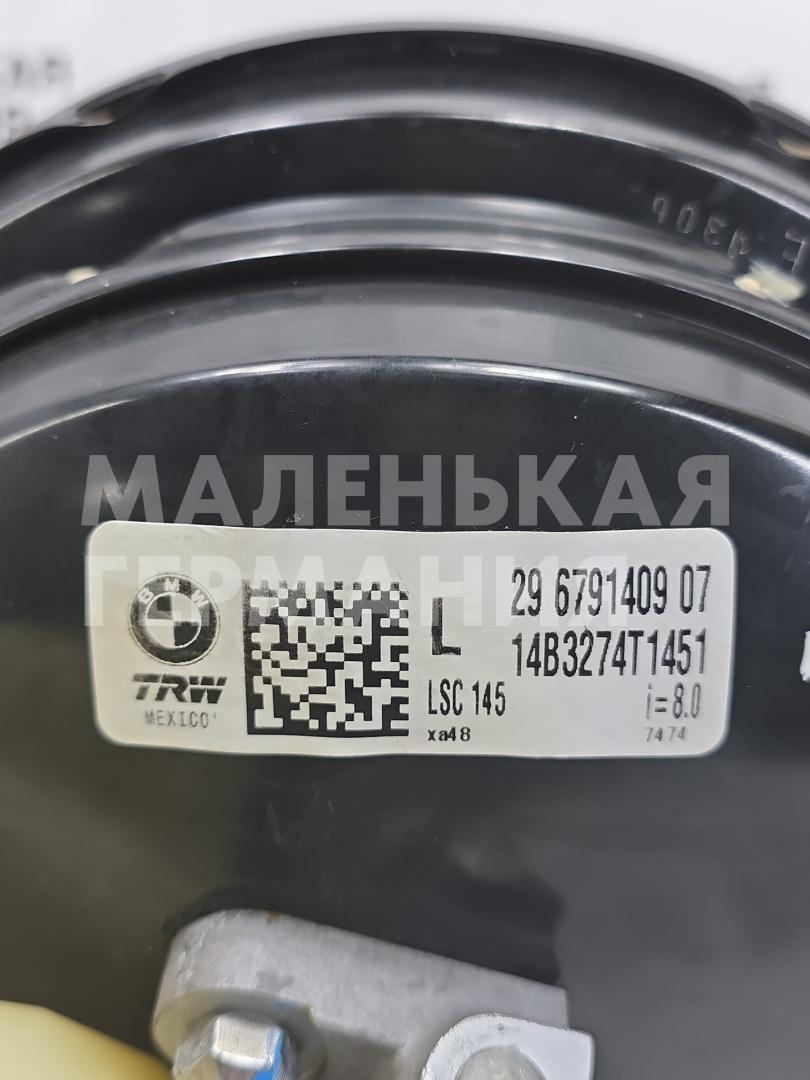 МАЛЕНЬКАЯ
ГЕРМАНИЯ
BMW
TRW
MEXICO
L
29 6791409 07
14B3274T1451
LSC 145
i=8.0
xa48
7474